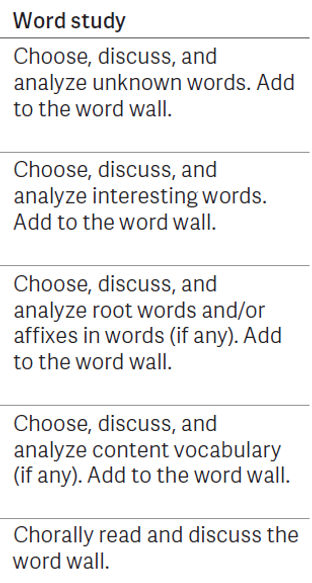 Word study
Choose, discuss, and
analyze unknown words. Add
to the word wall.
Choose, discuss, and
analyze interesting words.
Add to the word wall.
Choose, discuss, and
analyze root words and/or
affixes in words (if any). Add
to the word wall.
Choose, discuss, and
analyze content vocabulary
(if any). Add to the word wall.
Chorally read and discuss the
word wall.